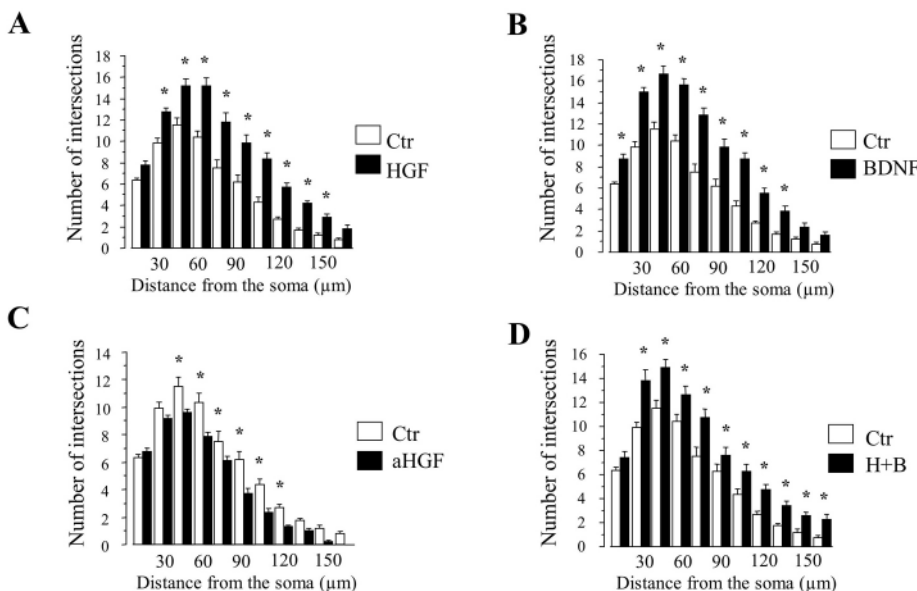 A
18
16
14
12
10
8
6
4
2
0
Number of intersections
* * * * * * * * *
Ctr
HGF
30 60 90 120 150
Distance from the soma (µm)
B
18
16
14
12
10
8
6
4
2
0
Number of intersections
* * * * * * * * *
Ctr
BDNF
30 60 90 120 150
Distance from the soma (µm)
C
14
12
10
8
6
4
2
0
Number of intersections
* * * * * *
Ctr
aHGF
30 60 90 120 150
Distance from the soma (µm)
D
16
14
12
10
8
6
4
2
0
Number of intersections
* * * * * * * * * *
Ctr
H+B
30 60 90 120 150
Distance from the soma (µm)